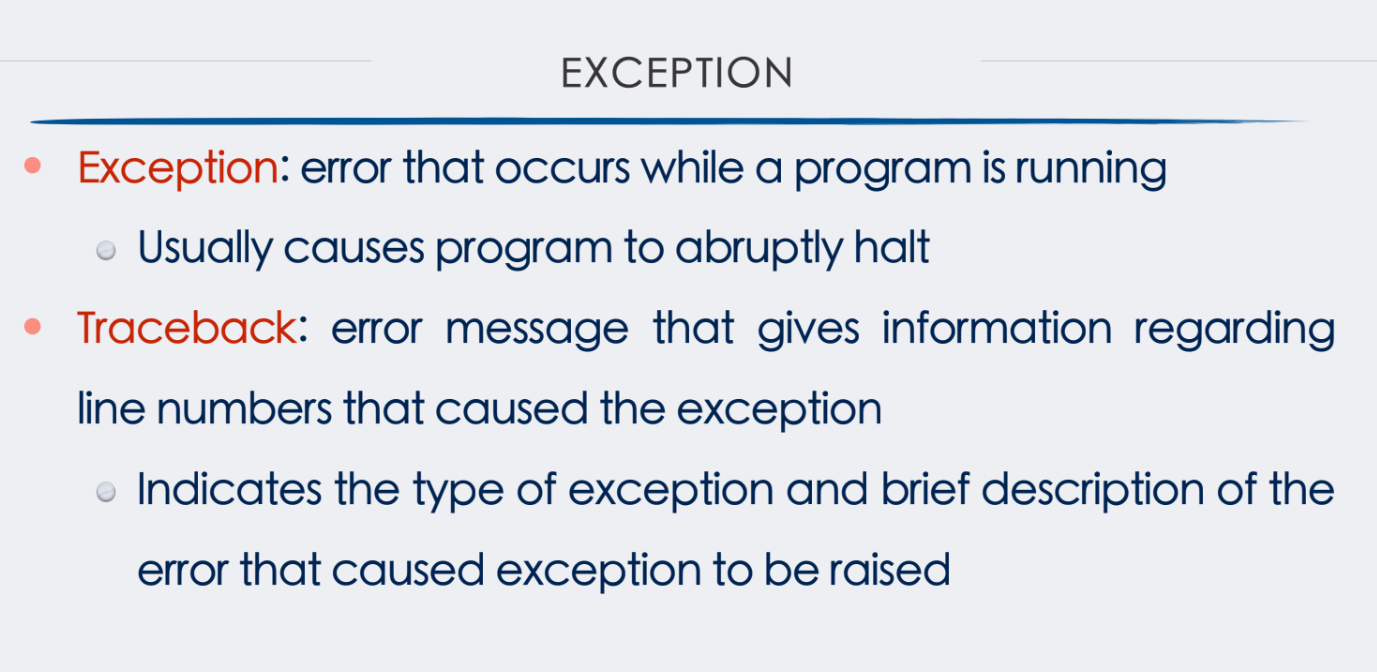 EXCEPTION
Exception: error that occurs while a program is running
Usually causes program to abruptly halt
Traceback: error message that gives information regarding
line numbers that caused the exception
Indicates the type of exception and brief description of the
error that caused exception to be raised